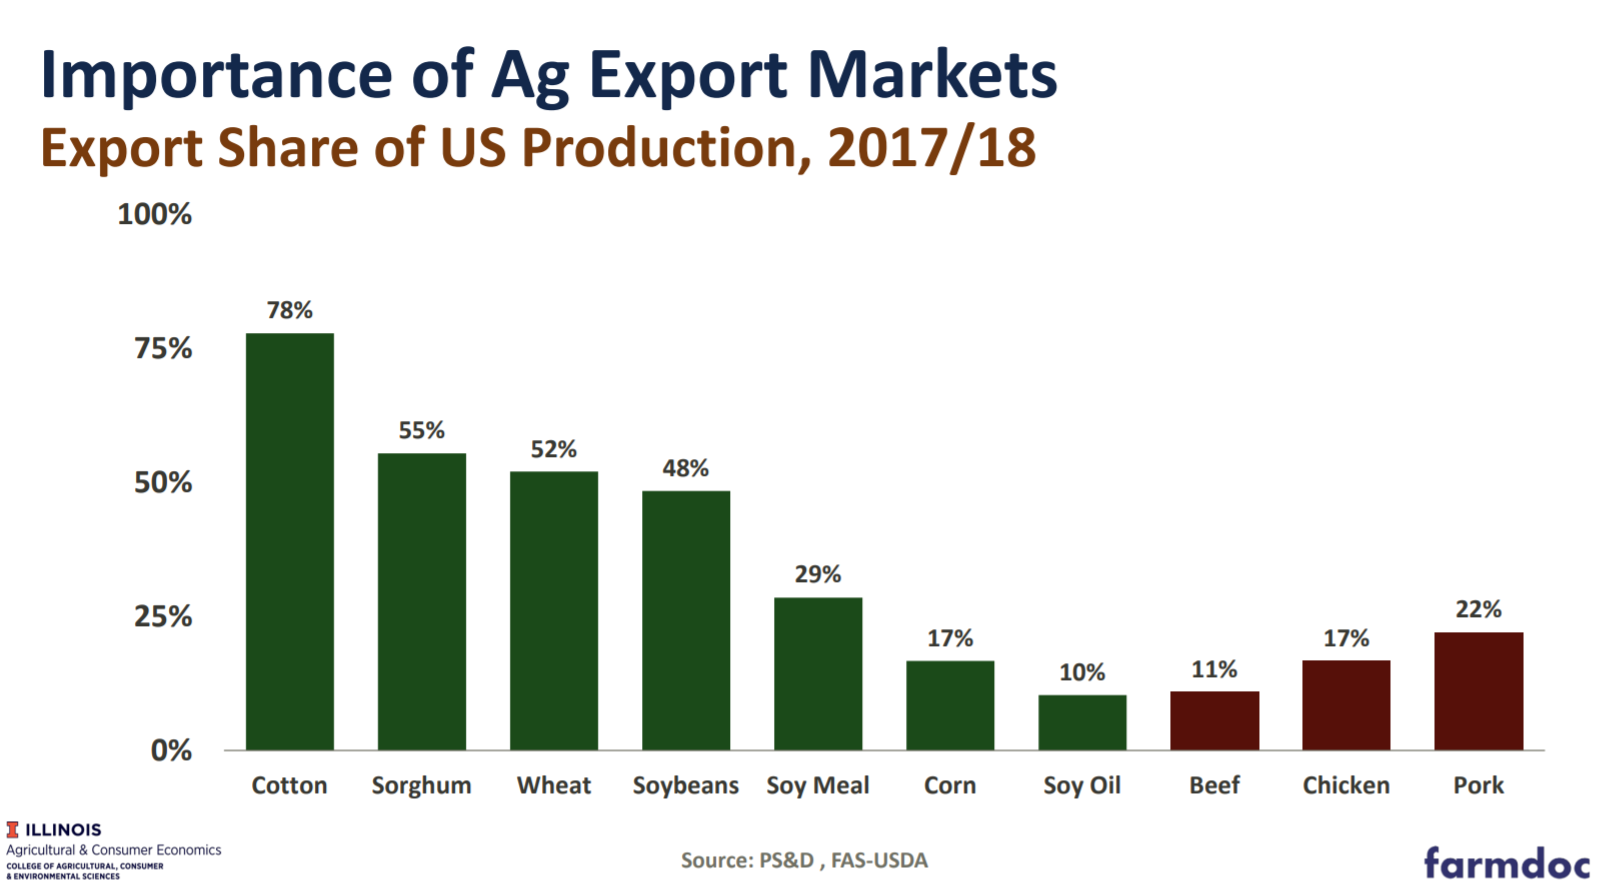 Importance of Ag Export Markets
Export Share of US Production, 2017/18
100%
75%
50%
25%
0%
78%
55%
52%
48%
29%
17%
10%
11%
17%
22%
Cotton Sorghum Wheat Soybeans Soy Meal Corn Soy Oil Beef Chicken Pork
I ILLINOIS
Agricultural & Consumer Economics
COLLEGE OF AGRICULTURAL, CONSUMER
& ENVIRONMENTAL SCIENCES
Source: PS&D , FAS-USDA
farmdoc